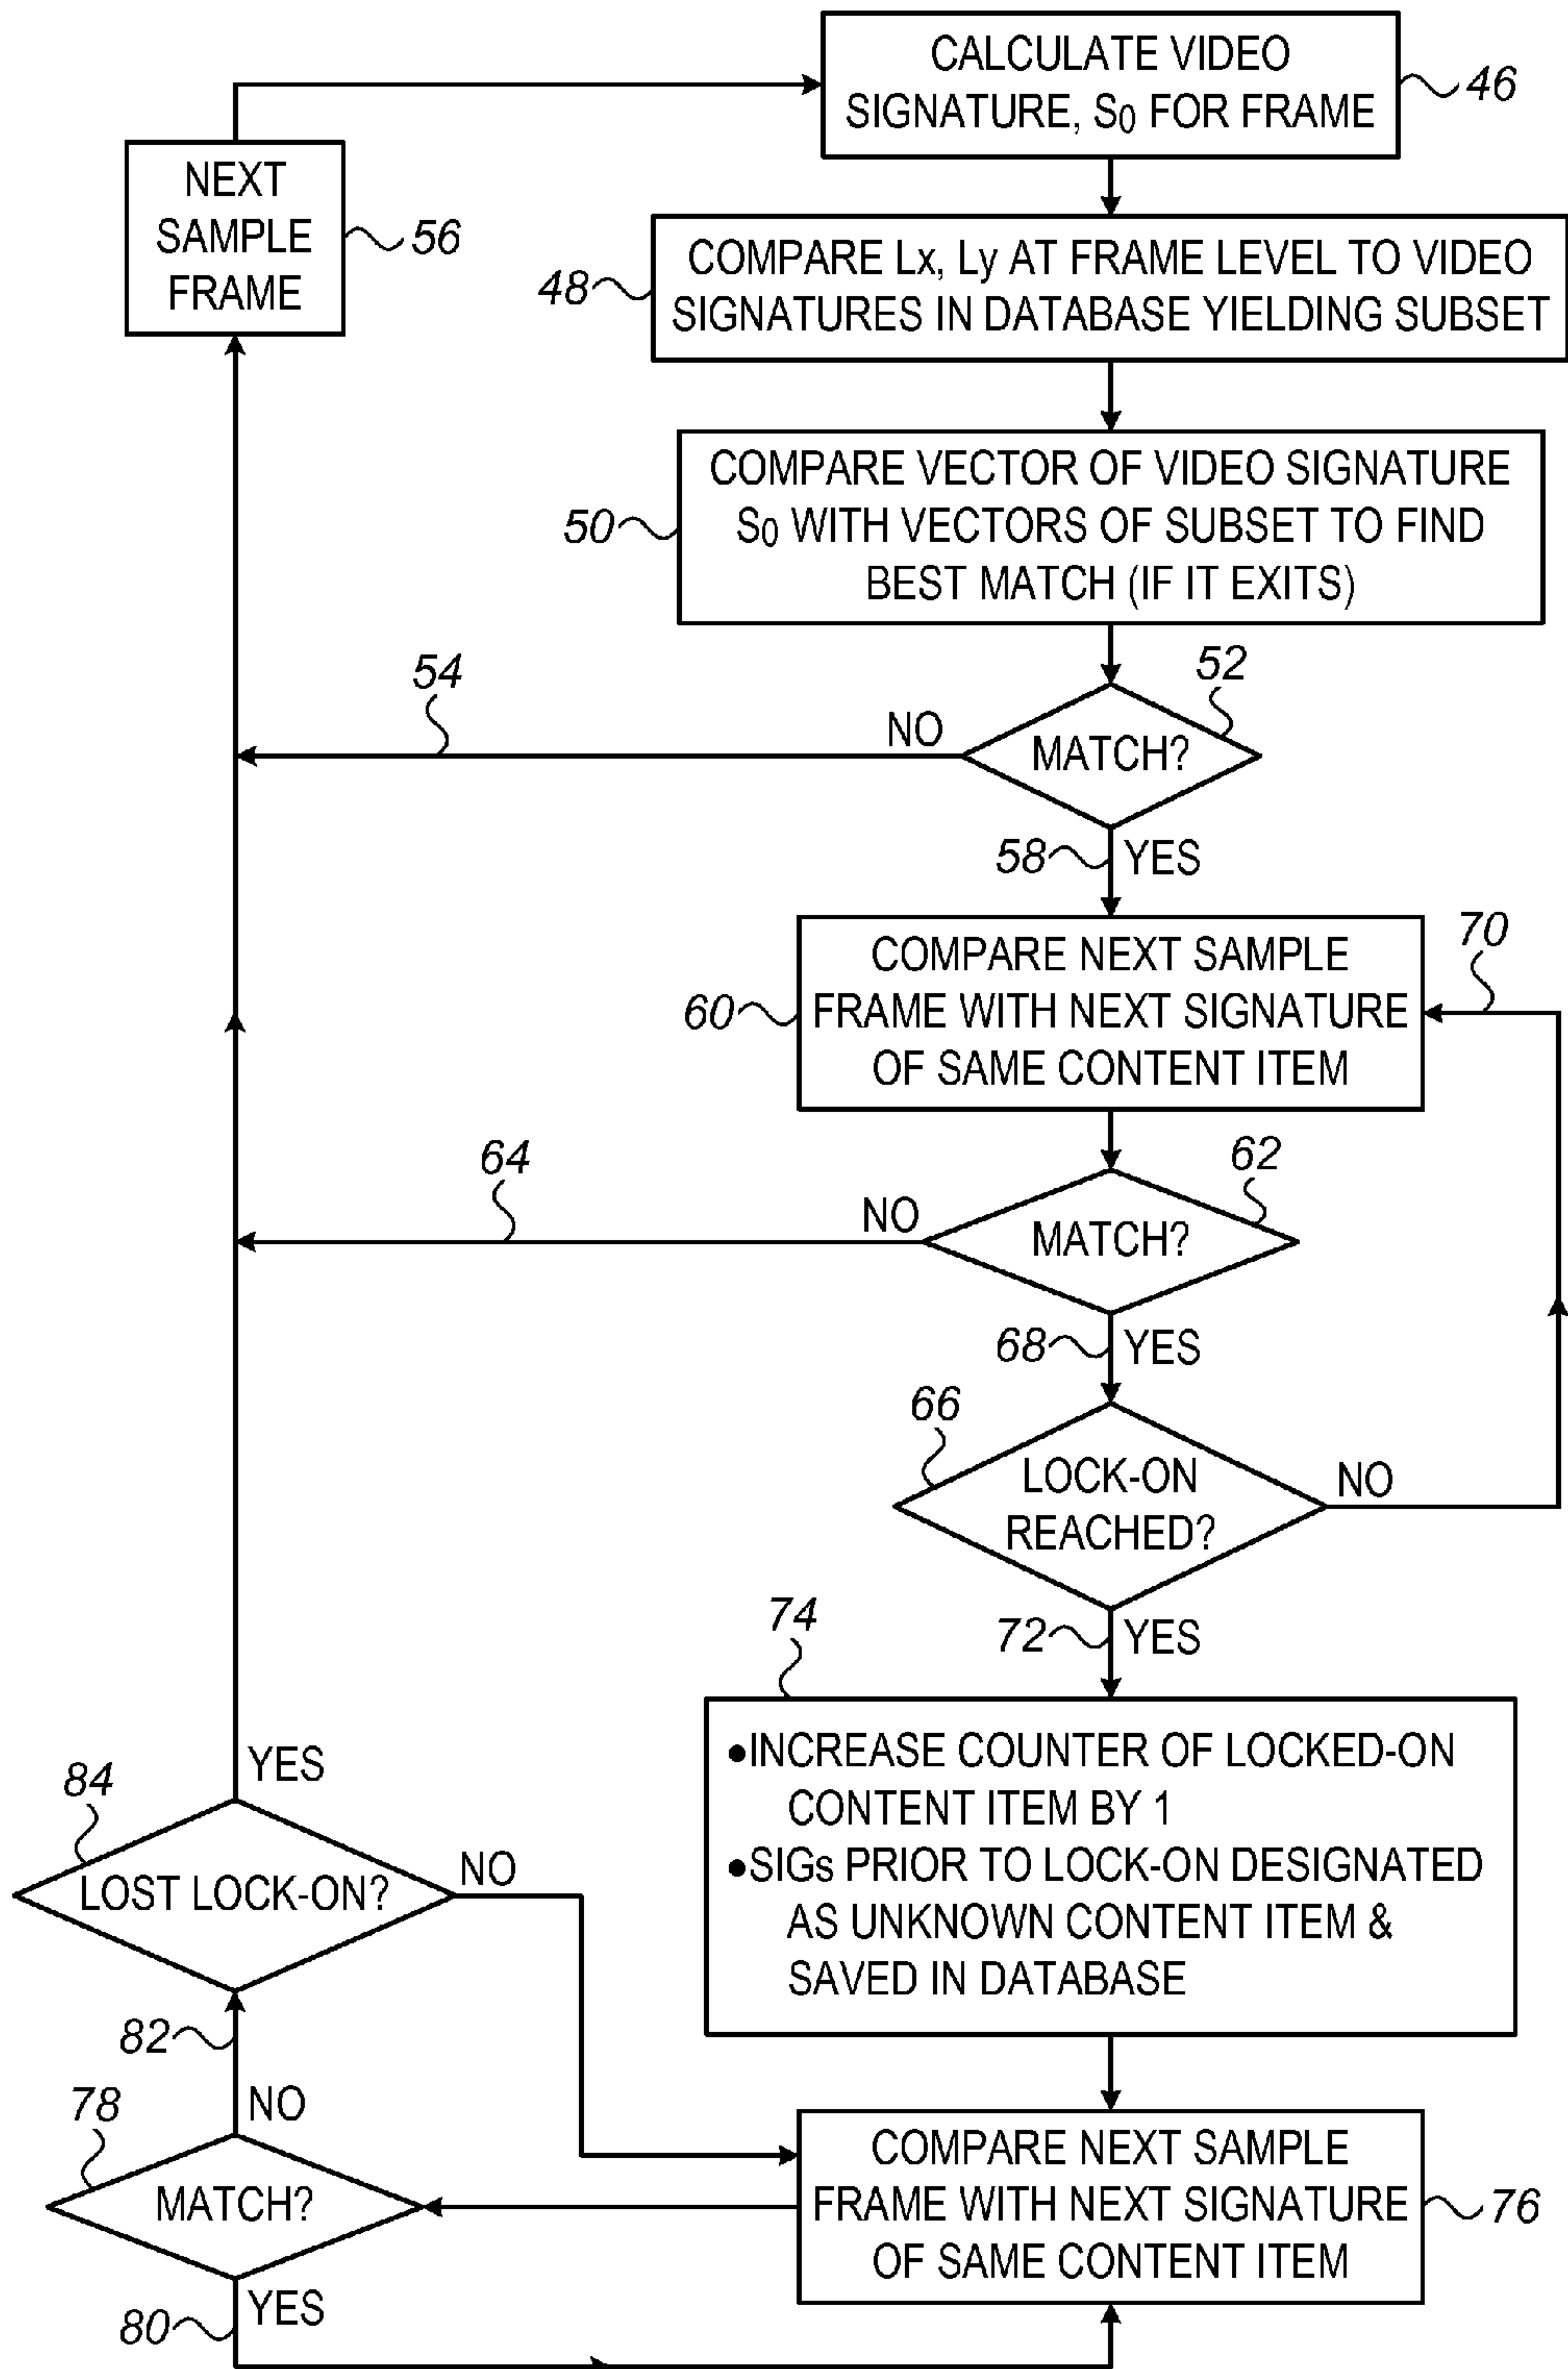 CALCULATE VIDEO
SIGNATURE, S0 FOR FRAME
46
NEXT
SAMPLE
FRAME
56
COMPARE Lx, Ly AT FRAME LEVEL TO VIDEO
SIGNATURES IN DATABASE YIELDING SUBSET
48
COMPARE VECTOR OF VIDEO SIGNATURE
S0 WITH VECTORS OF SUBSET TO FIND
BEST MATCH (IF IT EXITS)
50
54
52
NO
MATCH?
58
YES
COMPARE NEXT SAMPLE
FRAME WITH NEXT SIGNATURE
OF SAME CONTENT ITEM
60
70
64
62
NO
MATCH?
68
YES
66
LOCK-ON
REACHED?
NO
74
72
YES
•INCREASE COUNTER OF LOCKED-ON
CONTENT ITEM BY 1
•SIGs PRIOR TO LOCK-ON DESIGNATED
AS UNKNOWN CONTENT ITEM &
SAVED IN DATABASE
YES
84
LOST LOCK-ON?
NO
82
NO
78
MATCH?
COMPARE NEXT SAMPLE
FRAME WITH NEXT SIGNATURE
OF SAME CONTENT ITEM
76
YES
80